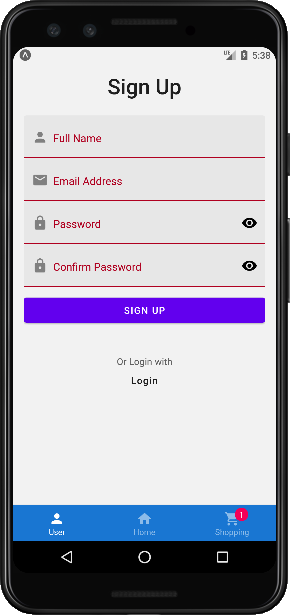 5:38
Sign Up
Full Name
Email Address
Password
Confirm Password
SIGN UP
Or Login with
Login
1
User
Home
Shopping